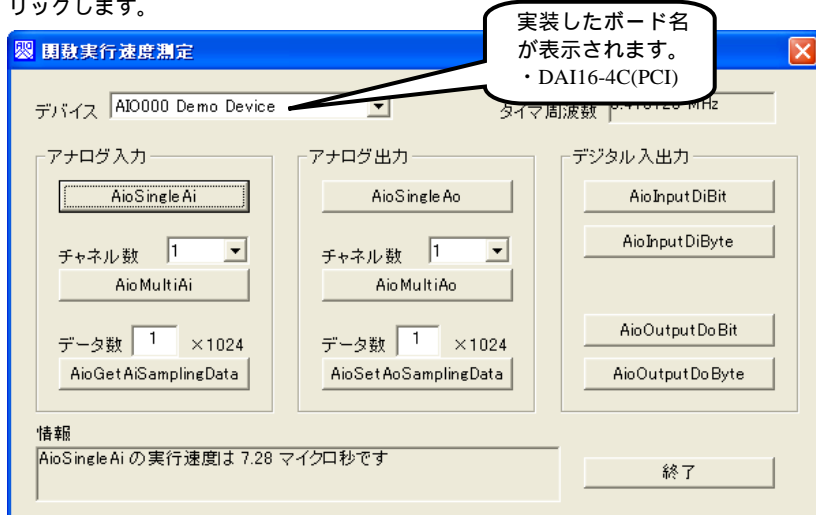 リックします。
実装したボード名
が表示されます。
・DAI16-4C(PCI)
関数実行速度測定
デバイス AIO000 Demo Device
タイマ周波数 MHz
アナログ入力
AioSingleAi
チャネル数 1
AioMultiAi
データ数 1 ×1024
AioGetAiSamplingData
アナログ出力
AioSingleAo
チャネル数 1
AioMultiAo
データ数 1 ×1024
AioSetAoSamplingData
デジタル入出力
AioInputDiBit
AioInputDiByte
AioOutputDoBit
AioOutputDoByte
情報
AioSingleAi の実行速度は 7.28 マイクロ秒です
終了